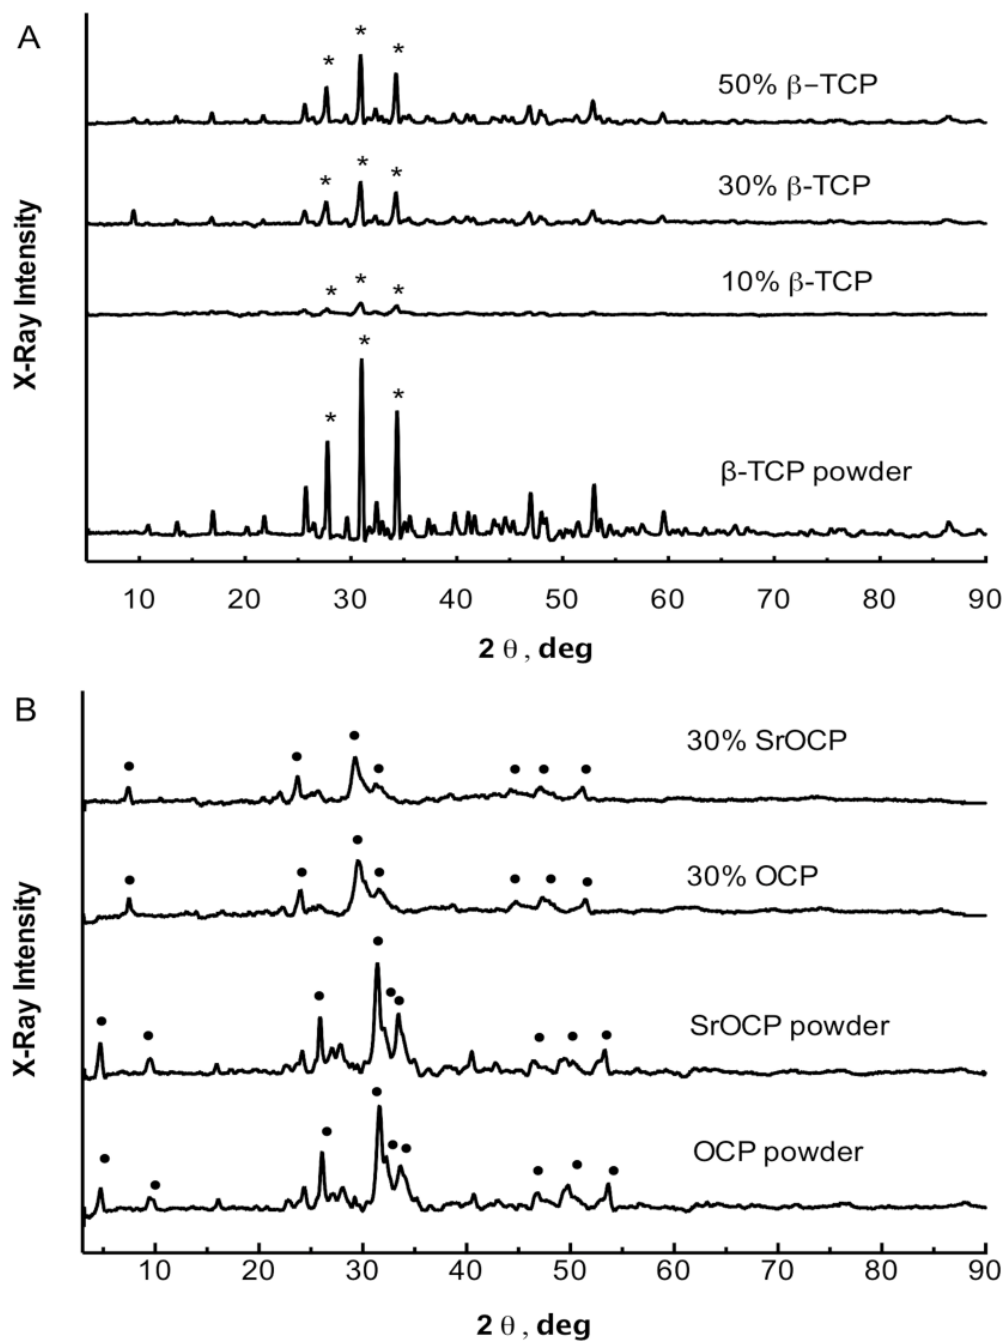 A
50% β–TCP
30% β-TCP
10% β-TCP
β-TCP powder
X-Ray Intensity
10 20 30 40 50 60 70 80 90
2 θ , deg
B
30% SrOCP
30% OCP
SrOCP powder
OCP powder
X-Ray Intensity
10 20 30 40 50 60 70 80 90
2 θ , deg